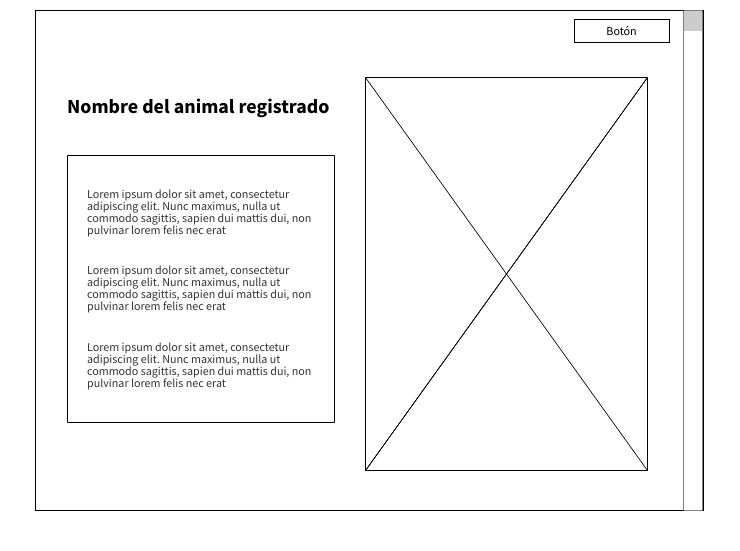 Botón
Nombre del animal registrado
Lorem ipsum dolor sit amet, consectetur
adipiscing elit. Nunc maximus, nulla ut
commodo sagittis, sapien dui mattis dui, non
pulvinar lorem felis nec erat
Lorem ipsum dolor sit amet, consectetur
adipiscing elit. Nunc maximus, nulla ut
commodo sagittis, sapien dui mattis dui, non
pulvinar lorem felis nec erat
Lorem ipsum dolor sit amet, consectetur
adipiscing elit. Nunc maximus, nulla ut
commodo sagittis, sapien dui mattis dui, non
pulvinar lorem felis nec erat